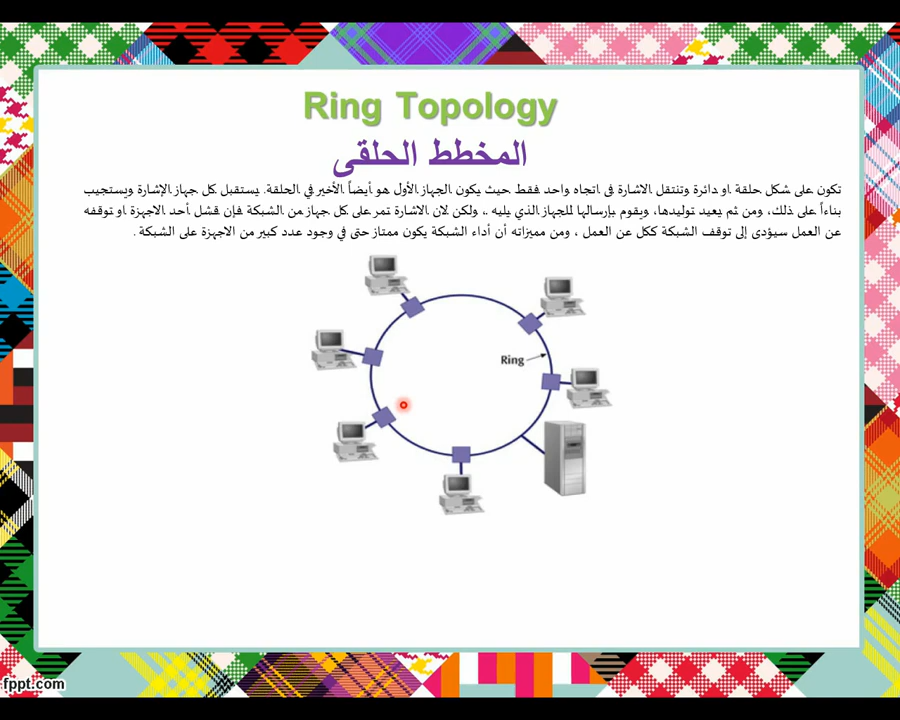 Ring Topology
المخطط الحلقى
تكون على شكل حلقة او دائرة وتنتقل الاشارة فى اتجاه واحد فقط حيث يكون الجهاز الأول هو أيضاً الأخير في الحلقة. يستقبل كل جهاز الإشارة ويستجيب
بناءاً على ذلك، ومن ثم يعيد توليدها، ويقوم بإرسالها للجهاز الذي يليه .، ولكن لان الاشارة تمر على كل جهاز من الشبكة فإن فشل أحد الاجهزة او توقفه
عن العمل سيؤدى إلى توقف الشبكة ككل عن العمل ، ومن مميزاته أن أداء الشبكة يكون ممتاز حتى في وجود عدد كبير من الاجهزة على الشبكة .
Ring
fppt.com